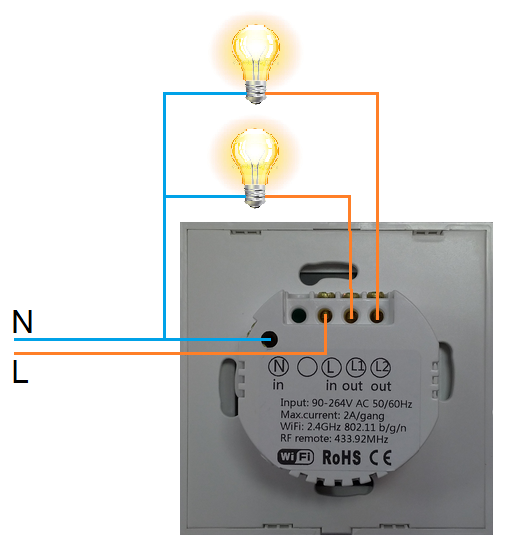 N
L
N L L1 L2
in in out out
Input: 90-264V AC 50/60Hz
Max.current: 2A/gang
WiFi: 2.4GHz 802.11 b/g/n
RF remote: 433.92MHz
WiFi RoHS CE